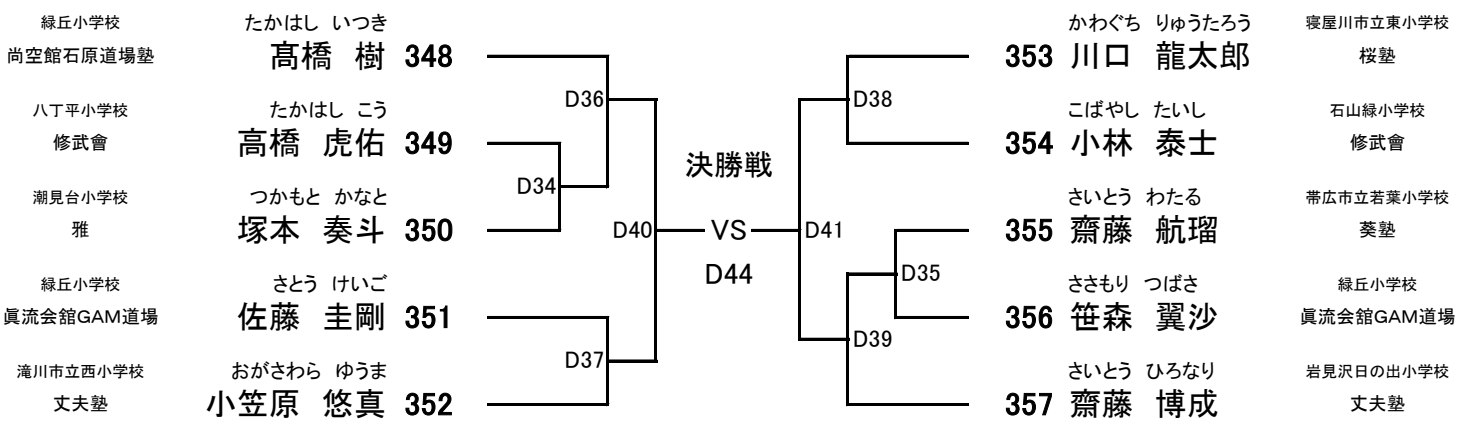 緑丘小学校
尚空館石原道場塾
たかはし いつき
髙橋 樹 348
八丁平小学校
修武會
たかはし こう
高橋 虎佑 349
潮見台小学校
雅
つかもと かなと
塚本 奏斗 350
緑丘小学校
眞流会舘GAM道場
さとう けいご
佐藤 圭剛 351
滝川市立西小学校
丈夫塾
おがさわら ゆうま
小笠原 悠真 352
D36
D34
D40
D37
決勝戦
VS
D44
D38
D41
D35
D39
かわぐち りゅうたろう
353 川口 龍太郎
寝屋川市立東小学校
桜塾
こばやし たいし
354 小林 泰士
石山緑小学校
修武會
さいとう わたる
355 齋藤 航瑠
帯広市立若葉小学校
葵塾
ささもり つばさ
356 笹森 翼沙
緑丘小学校
眞流会舘GAM道場
さいとう ひろなり
357 齋藤 博成
岩見沢日の出小学校
丈夫塾